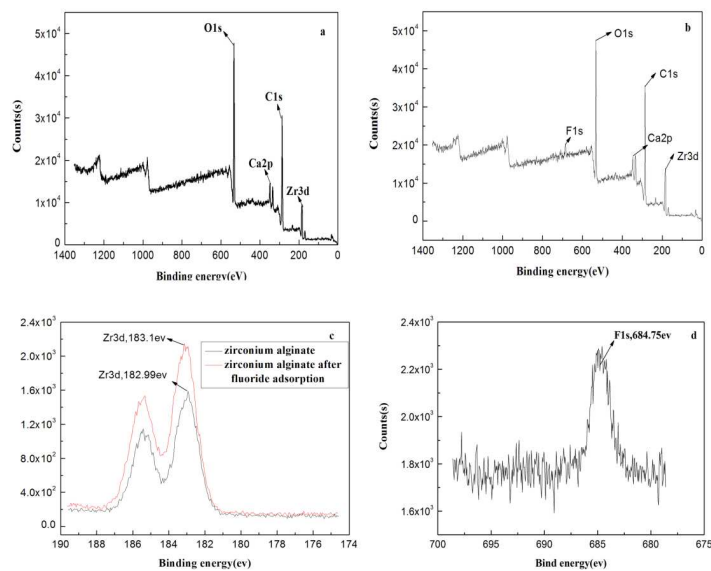 a
O1s
C1s
Ca2p
Zr3d
Counts(s)
5x10⁴
4x10⁴
3x10⁴
2x10⁴
1x10⁴
0
1400 1200 1000 800 600 400 200 0
Binding energy(eV)
b
O1s
C1s
F1s
Ca2p
Zr3d
Counts(s)
5x10⁴
4x10⁴
3x10⁴
2x10⁴
1x10⁴
0
1400 1200 1000 800 600 400 200 0
Binding energy(eV)
c
Zr3d,183.1ev
Zr3d,182.99ev
zirconium alginate
zirconium alginate after
fluoride adsorption
Counts(s)
2.4x10³
2.0x10³
1.6x10³
1.2x10³
8.0x10²
4.0x10²
0.0
190 188 186 184 182 180 178 176 174
Binding energy(ev)
d
F1s,684.75ev
Counts(s)
2.4x10³
2.2x10³
2.0x10³
1.8x10³
1.6x10³
700 695 690 685 680 675
Bind energy(ev)